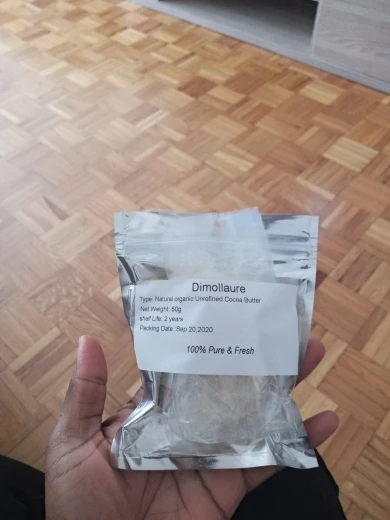 Dimollaure
Type: Natural organic Unrefined Cocoa Butter
Net Weight: 50g
shelf Life: 2 years
Packing Date :Sep 20,2020
100% Pure & Fresh